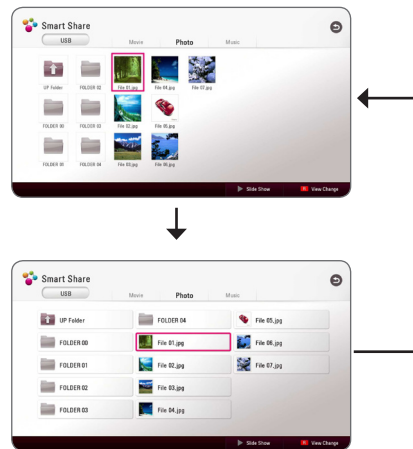 Smart Share
USB Movie Photo Music
UP Folder FOLDER 02 File 01.jpg File 04.jpg File 07.jpg
FOLDER 00 FOLDER 03 File 02.jpg File 05.jpg
FOLDER 01 FOLDER 04 File 03.jpg File 06.jpg
Slide Show R View Change
Smart Share
USB Movie Photo Music
UP Folder FOLDER 04 File 05.jpg
FOLDER 00 File 01.jpg File 06.jpg
FOLDER 01 File 02.jpg File 07.jpg
FOLDER 02 File 03.jpg
FOLDER 03 File 04.jpg
Slide Show R View Change